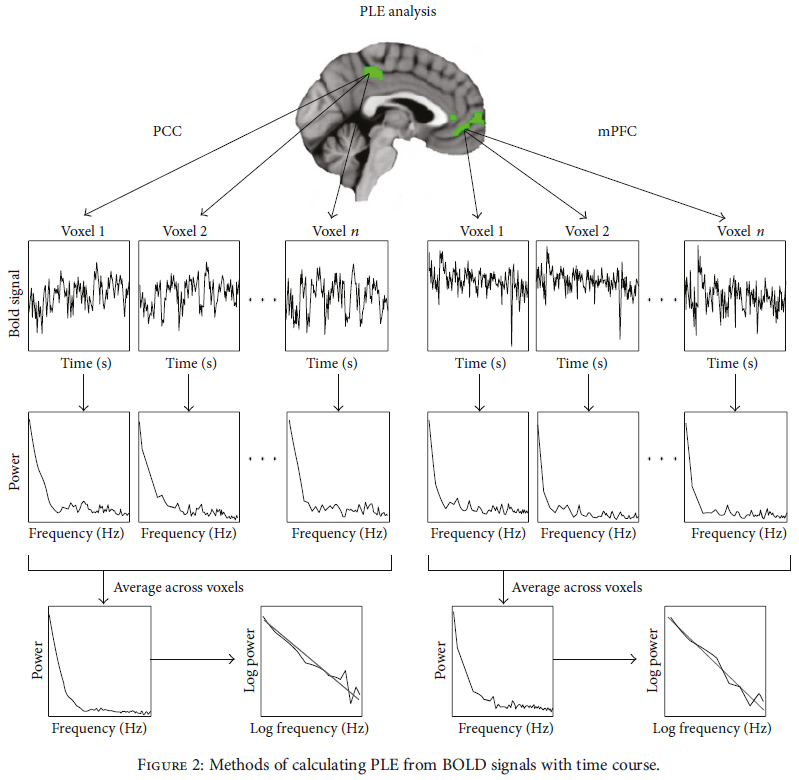 PLE analysis
PCC
mPFC
Voxel 1
Voxel 2
Voxel n
Voxel 1
Voxel 2
Voxel n
Bold signal
. . .
. . .
Time (s)
Time (s)
Time (s)
Time (s)
Time (s)
Time (s)
Power
. . .
. . .
Frequency (Hz)
Frequency (Hz)
Frequency (Hz)
Frequency (Hz)
Frequency (Hz)
Frequency (Hz)
Average across voxels
Average across voxels
Power
Log power
Power
Log power
Frequency (Hz)
Log frequency (Hz)
Frequency (Hz)
Log frequency (Hz)
FIGURE 2: Methods of calculating PLE from BOLD signals with time course.